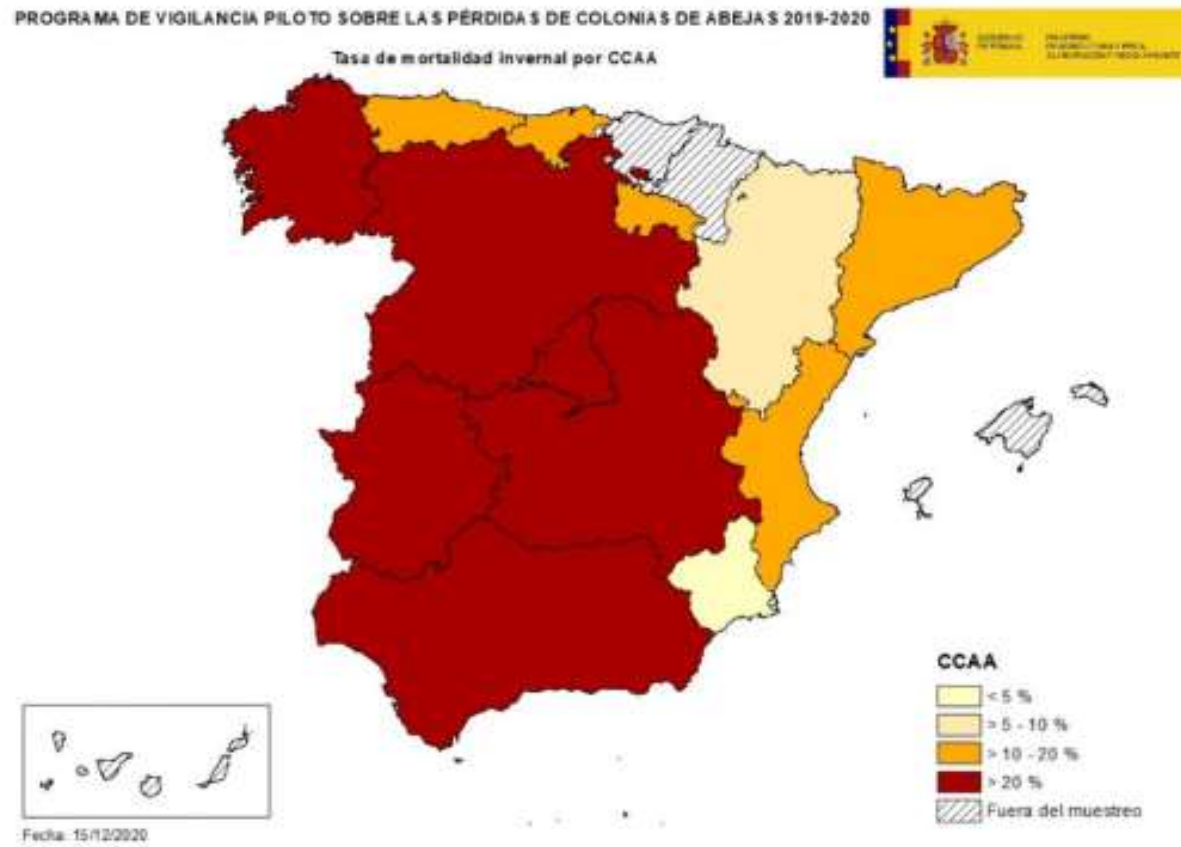 PROGRAMA DE VIGILANCIA PILOTO SOBRE LAS PÉRDIDAS DE COLONIAS DE ABEJAS 2019-2020
Tasa de mortalidad invernal por CCAA
CCAA
< 5 %
> 5 - 10 %
> 10 - 20 %
> 20 %
Fuera del muestreo
Fecha: 15/12/2020